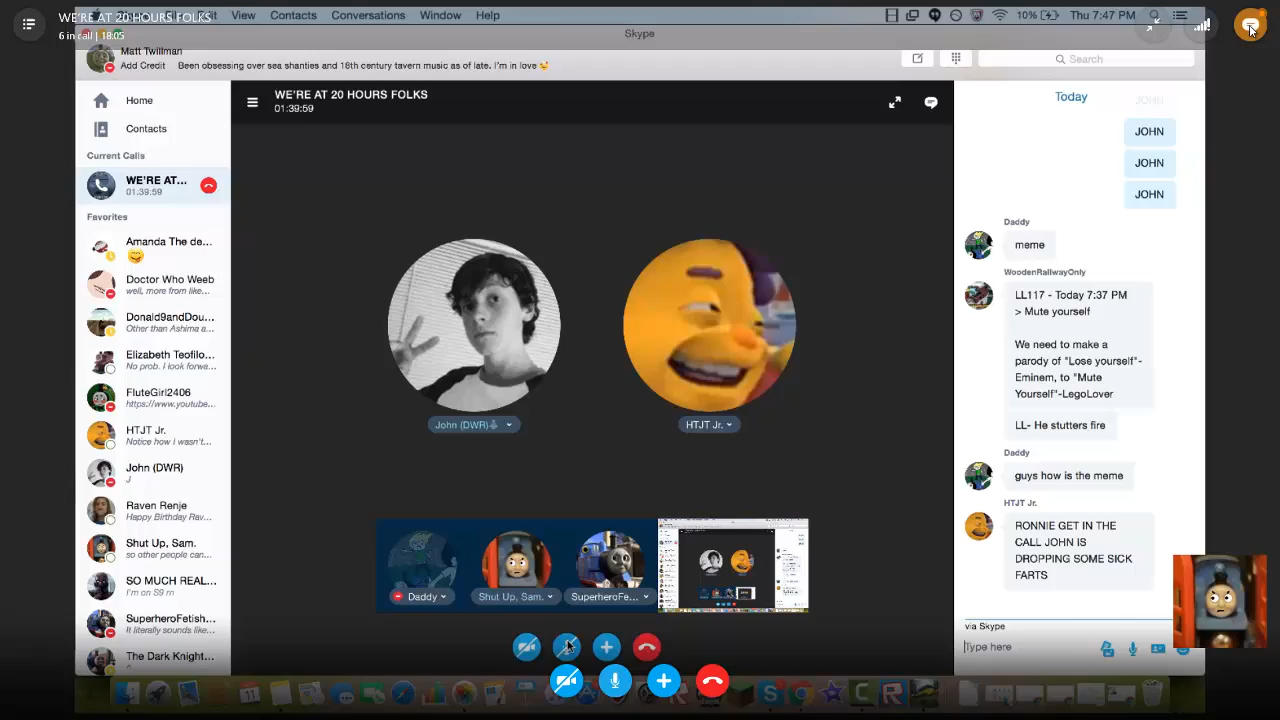 View Contacts Conversations Window Help
10% Thu 7:47 PM
WE'RE AT 20 HOURS FOLKS
6 in call | 18:05
Skype
Matt Twillman
Add Credit Been obsessing over sea shanties and 16th century tavern music as of late. I'm in love
Search
Home
Contacts
Current Calls
WE'RE AT...
01:39:59
Favorites
Amanda The de...
Doctor Who Weeb
well, more from like...
Donald9andDou...
Other than Ashima a...
Elizabeth Teofilo...
No prob. I look forwa...
FluteGirl2406
https://www.youtube...
HTJT Jr.
Notice how I wasn't...
John (DWR)
J
Raven Renje
Happy Birthday Rav...
Shut Up, Sam.
so other people can...
SO MUCH REAL...
I'm on S9 rn
SuperheroFetish...
It literally sounds like...
The Dark Knight...
WE'RE AT 20 HOURS FOLKS
01:39:59
John (DWR)
HTJT Jr.
Daddy
Shut Up, Sam.
SuperheroFe...
Today
JOHN
JOHN
JOHN
JOHN
Daddy
meme
WoodenRailwayOnly
LL117 - Today 7:37 PM
> Mute yourself
We need to make a
parody of "Lose yourself"-
Eminem, to "Mute
Yourself"-LegoLover
LL- He stutters fire
Daddy
guys how is the meme
HTJT Jr.
RONNIE GET IN THE
CALL JOHN IS
DROPPING SOME SICK
FARTS
via Skype
Type here